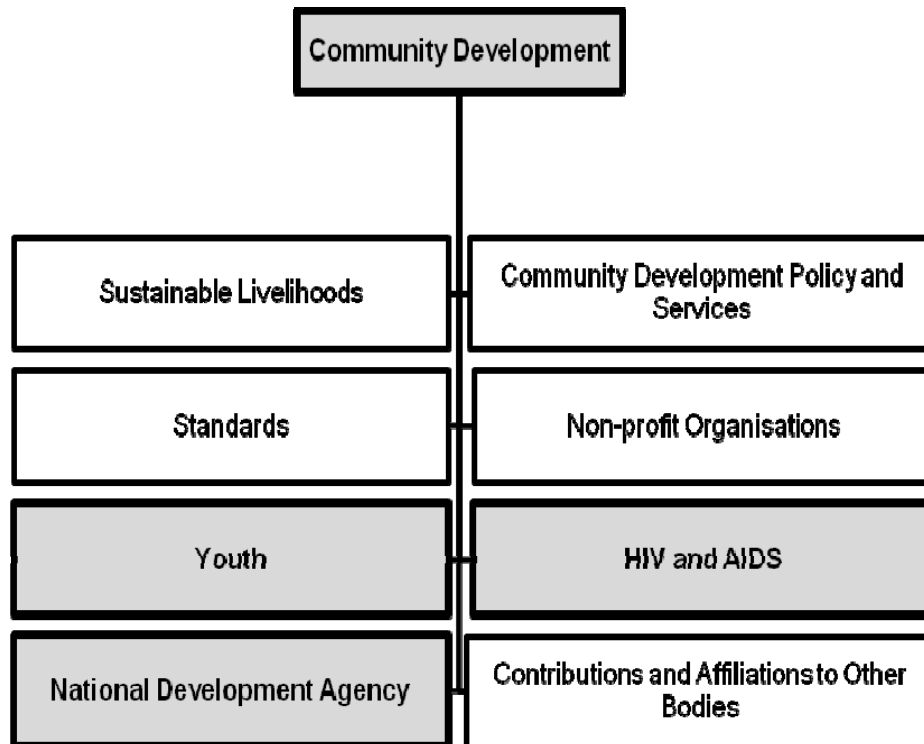 Community Development
Sustainable Livelihoods
Community Development Policy and
Services
Standards
Non-profit Organisations
Youth
HIV and AIDS
National Development Agency
Contributions and Affiliations to Other
Bodies